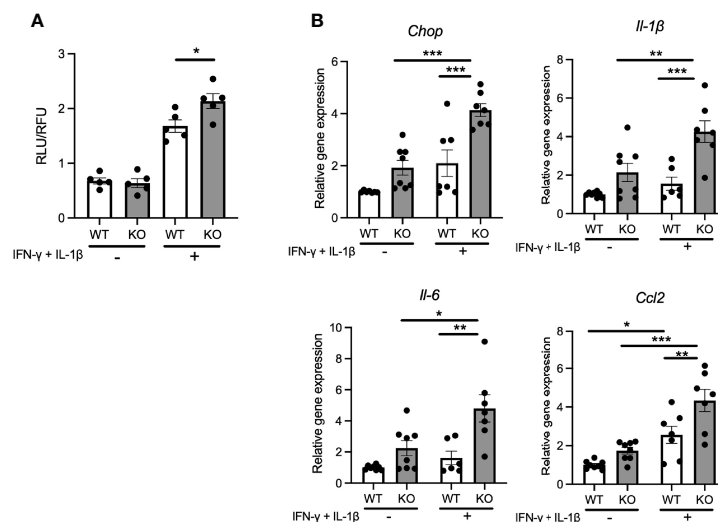 A
B
*
RLU/RFU
3
2
1
0
WT
KO
WT
KO
IFN-γ + IL-1β
-
+
Chop
***
***
Relative gene expression
6
4
2
0
WT
KO
WT
KO
IFN-γ + IL-1β
-
+
Il-1β
**
***
Relative gene expression
8
6
4
2
0
WT
KO
WT
KO
IFN-γ + IL-1β
-
+
Il-6
*
**
Relative gene expression
10
8
6
4
2
0
WT
KO
WT
KO
IFN-γ + IL-1β
-
+
Ccl2
*
***
**
Relative gene expression
8
6
4
2
0
WT
KO
WT
KO
IFN-γ + IL-1β
-
+